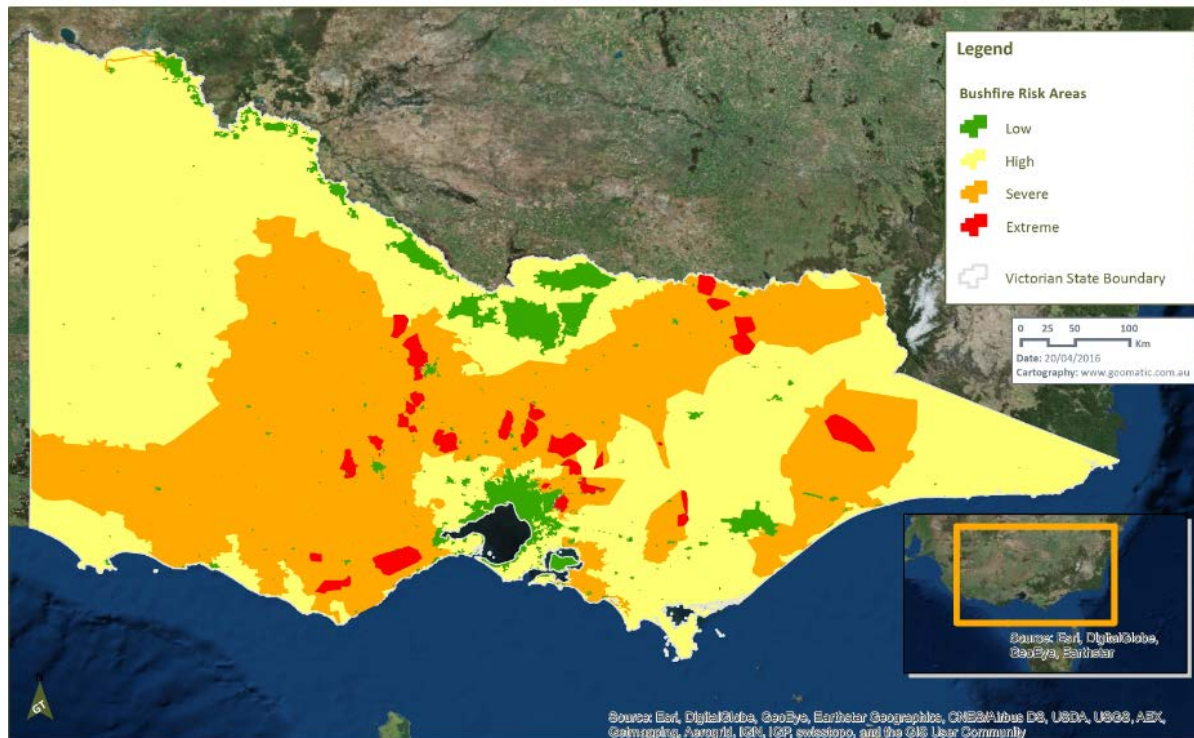 Legend
Bushfire Risk Areas
Low
High
Severe
Extreme
Victorian State Boundary
0 25 50 100
Km
Date: 20/04/2016
Cartography: www.geomatic.com.au
Source: Esri, DigitalGlobe,
GeoEye, Earthstar
N
GT
Source: Esri, DigitalGlobe, GeoEye, Earthstar Geographics, CNES/Airbus DS, USDA, USGS, AEX,
Getmapping, Aerogrid, IGN, IGP, swisstopo, and the GIS User Community